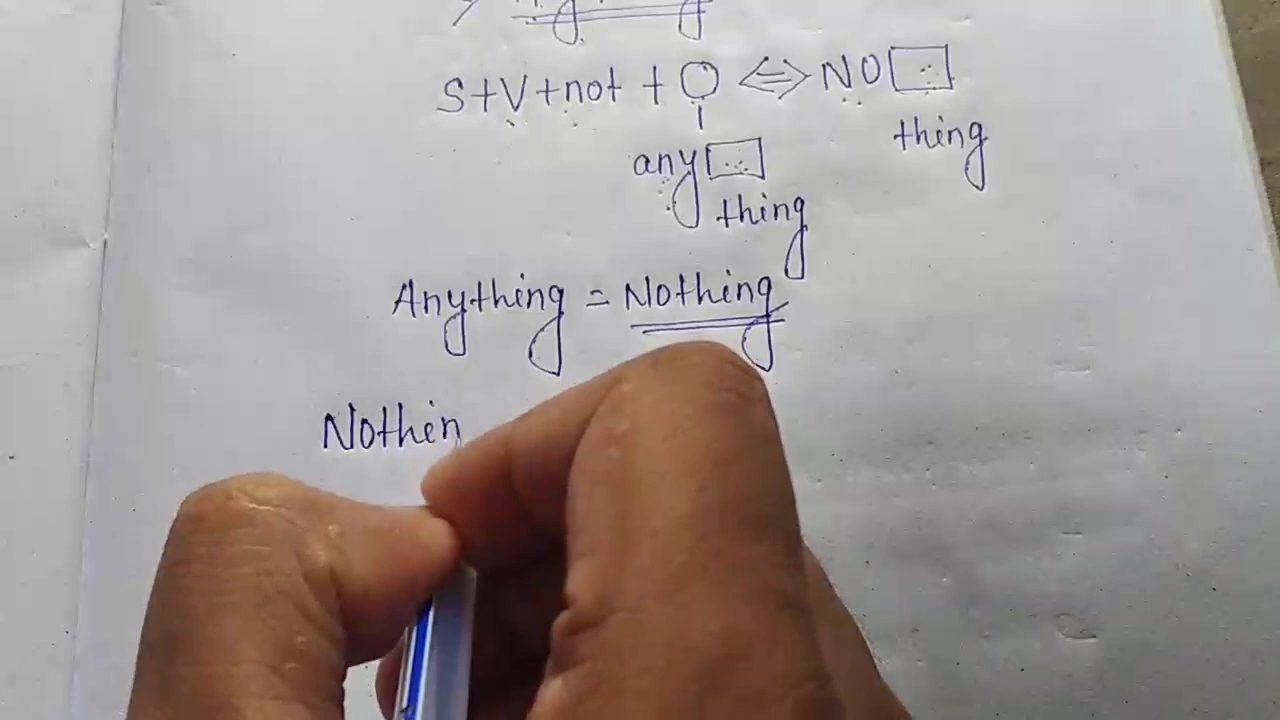 S+V+not + O ⇔ NO
thing
any
thing
Anything = Nothing
Nothin